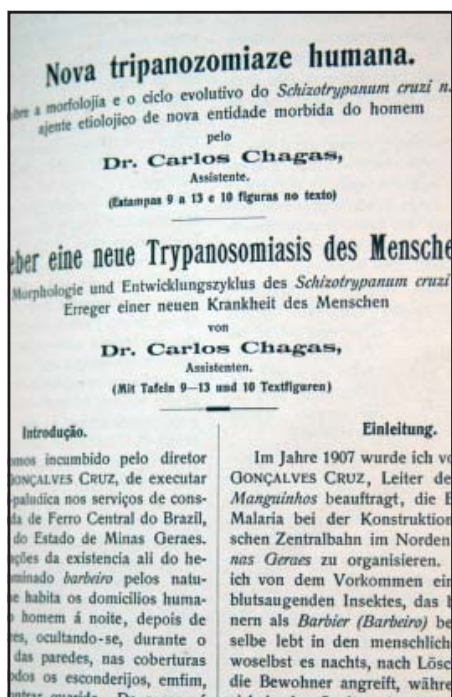 Nova tripanozomiaze humana.
a morfolojia e o ciclo evolutivo do Schizotrypanum cruzi n.
ajente etiolojico de nova entidade morbida do homem
pelo
Dr. Carlos Chagas,
Assistente.
(Estampas 9 a 13 e 10 figuras no texto)
eber eine neue Trypanosomiasis des Mensche
Morphologie und Entwicklungszyklus des Schizotrypanum cruzi
Erreger einer neuen Krankheit des Menschen
von
Dr. Carlos Chagas,
Assistenten.
(Mit Tafeln 9—13 und 10 Textfiguren)
Introdução.
mos incumbido pelo diretor
GONÇALVES CRUZ, de executar
paludica nos serviços de cons-
da de Ferro Central do Brazil,
do Estado de Minas Geraes.
ções da existencia ali do he-
minado barbeiro pelos natu-
e habita os domicilios huma-
homem á noite, depois de
es, ocultando-se, durante o
das paredes, nas coberturas
odos os esconderijos, emfim,
Einleitung.
Im Jahre 1907 wurde ich vo
GONÇALVES CRUZ, Leiter de
Manguinhos beauftragt, die B
Malaria bei der Konstruktion
schen Zentralbahn im Norden
nas Geraes zu organisieren.
ich von dem Vorkommen ein
blutsaugenden Insektes, das b
nern als Barbier (Barbeiro) be
selbe lebt in den menschlich
woselbst es nachts, nach Lösc
die Bewohner angreift, währe